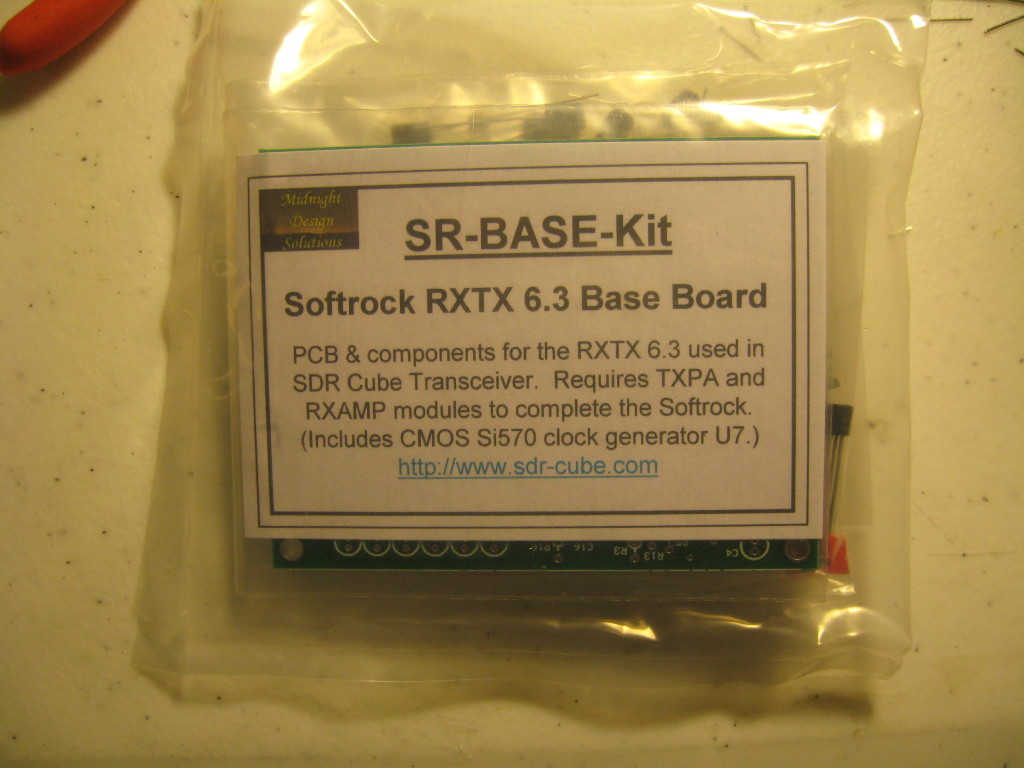 Midnight
Design
Solutions
SR-BASE-Kit
Softrock RXTX 6.3 Base Board
PCB & components for the RXTX 6.3 used in
SDR Cube Transceiver. Requires TXPA and
RXAMP modules to complete the Softrock.
(Includes CMOS Si570 clock generator U7.)
http://www.sdr-cube.com
R16 C16 R3 R13 C4